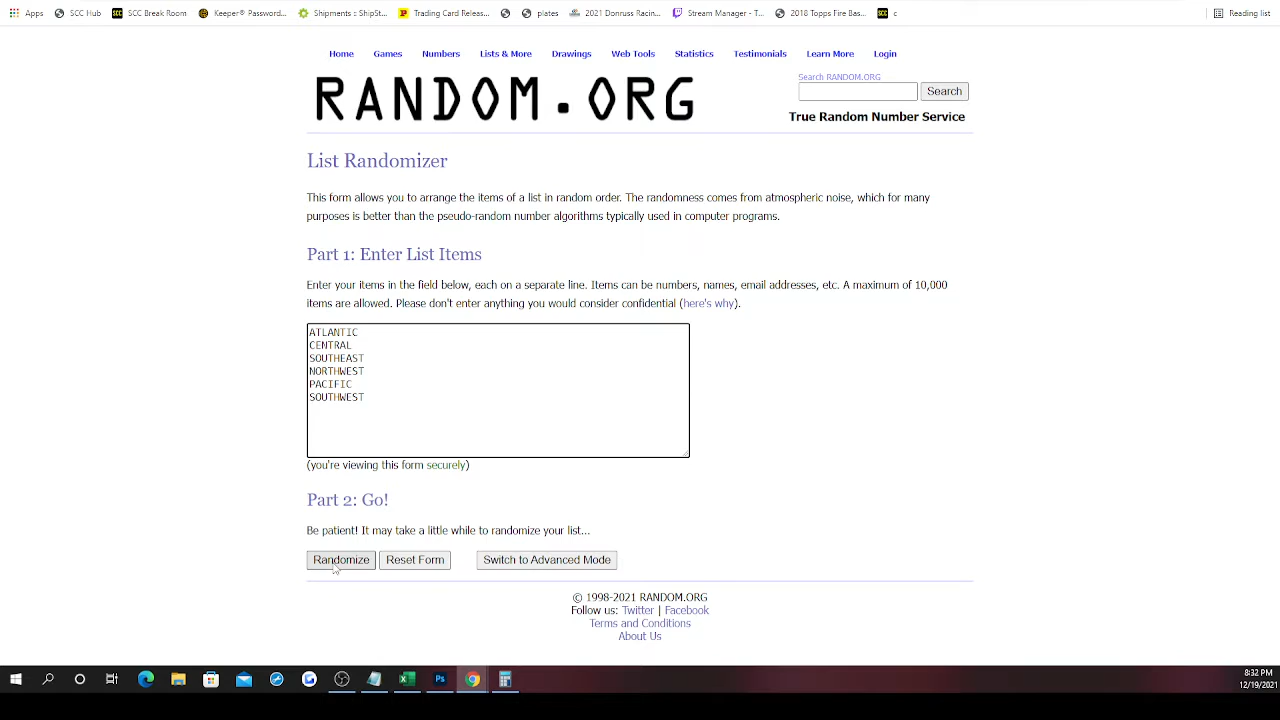 Apps SCC Hub SCC Break Room Keeper® Password... Shipments :: ShipSt... Trading Card Releas... plates 2021 Donruss Racin... Stream Manager - T... 2018 Topps Fire Bas... c Reading list
Home Games Numbers Lists & More Drawings Web Tools Statistics Testimonials Learn More Login
RANDOM.ORG
Search RANDOM.ORG
Search
True Random Number Service
List Randomizer
This form allows you to arrange the items of a list in random order. The randomness comes from atmospheric noise, which for many
purposes is better than the pseudo-random number algorithms typically used in computer programs.
Part 1: Enter List Items
Enter your items in the field below, each on a separate line. Items can be numbers, names, email addresses, etc. A maximum of 10,000
items are allowed. Please don't enter anything you would consider confidential (here's why).
ATLANTIC
CENTRAL
SOUTHEAST
NORTHWEST
PACIFIC
SOUTHWEST
(you're viewing this form securely)
Part 2: Go!
Be patient! It may take a little while to randomize your list...
Randomize Reset Form Switch to Advanced Mode
© 1998-2021 RANDOM.ORG
Follow us: Twitter | Facebook
Terms and Conditions
About Us
8:32 PM
12/19/2021